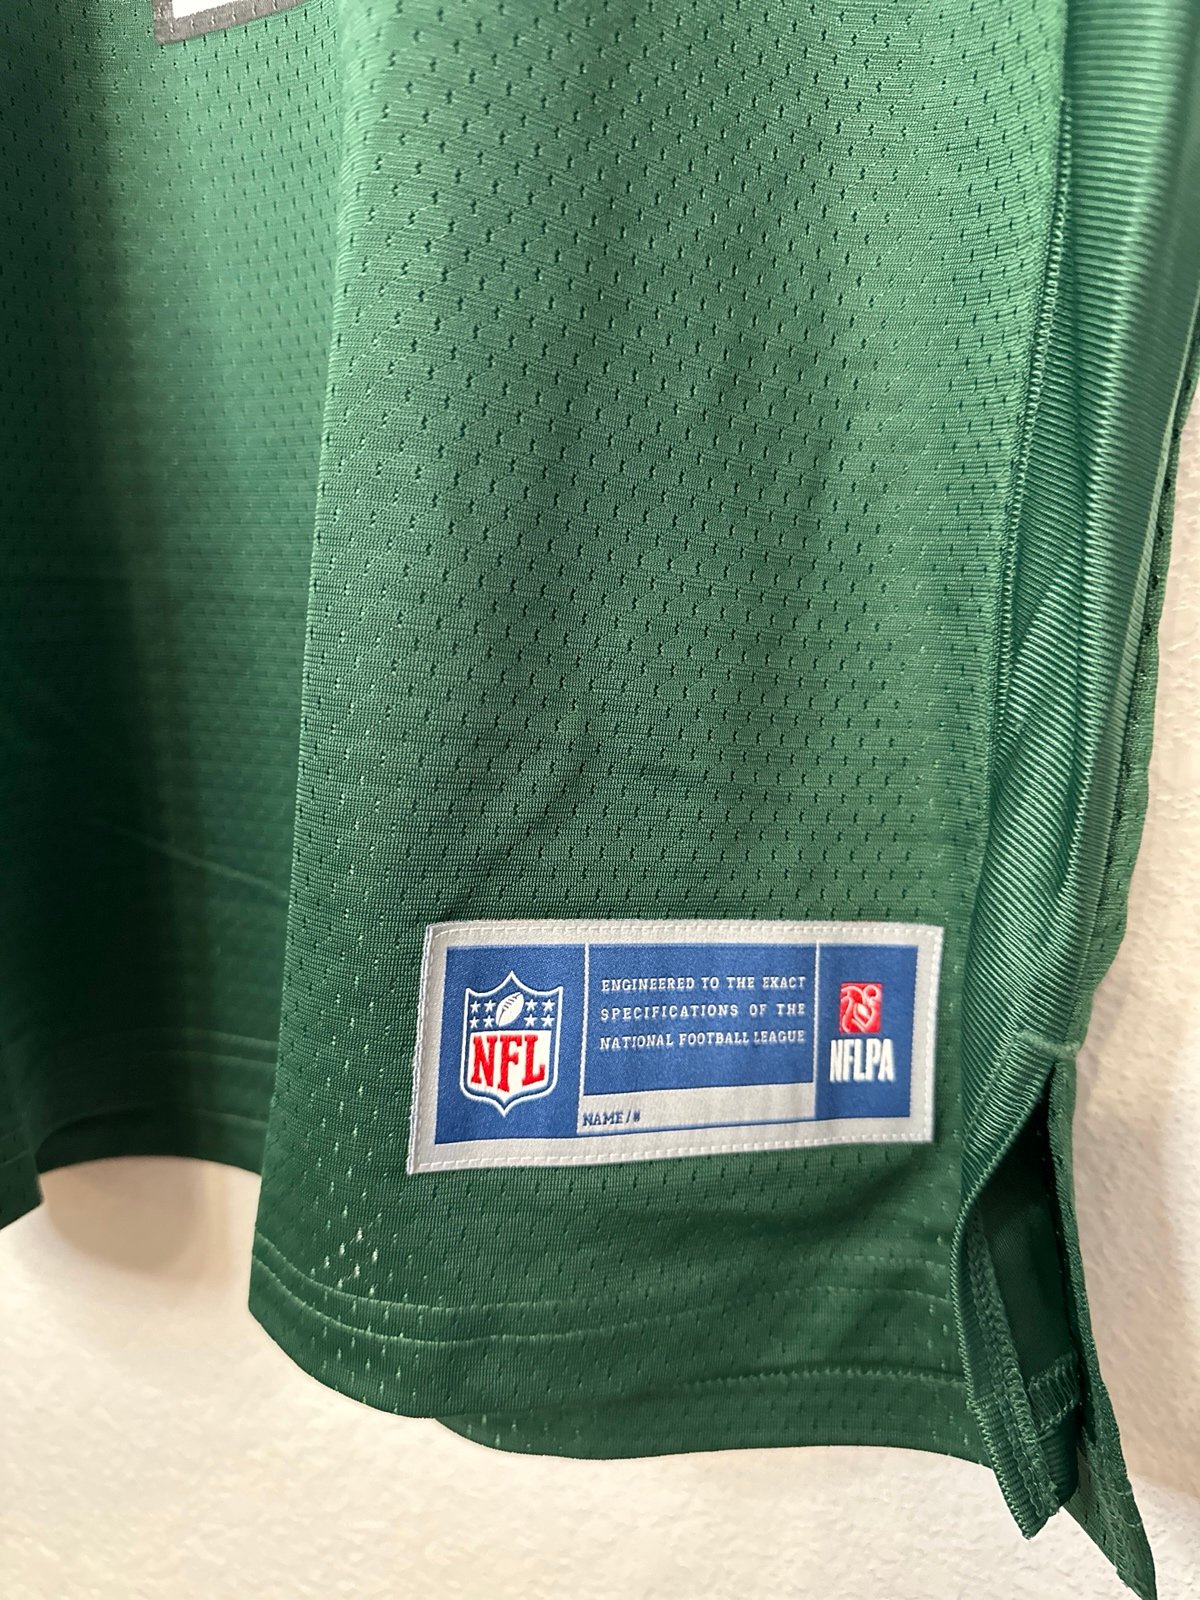 NFL
ENGINEERED TO THE EXACT
SPECIFICATIONS OF THE
NATIONAL FOOTBALL LEAGUE
NFLPA
NAME/#